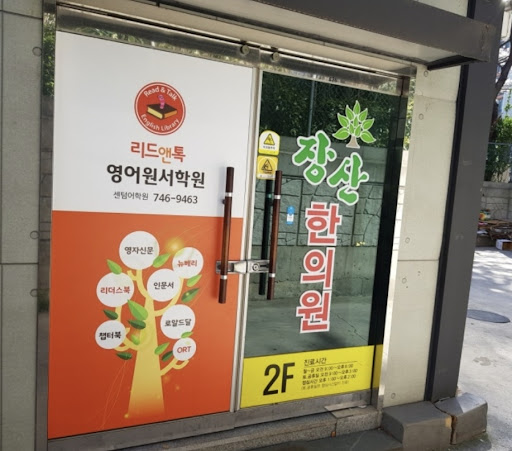 Read & Talk
English Library
리드앤톡
영어원서학원
센텀어학원 746-9463
영자신문
뉴베리
리더스북
인문서
챕터북
로알드달
ORT
장산
한의원
2F
진료시간